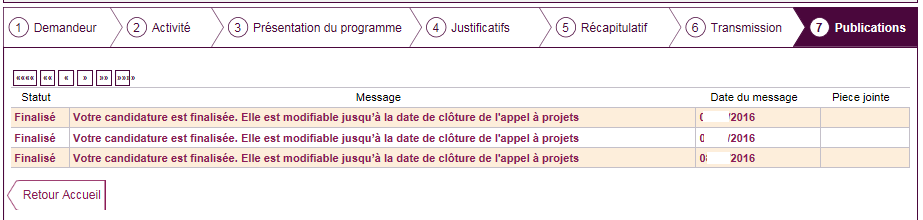 1 Demandeur 2 Activité 3 Présentation du programme 4 Justificatifs 5 Récapitulatif 6 Transmission 7 Publications
«««« «« « » »» »»»»
Statut Message Date du message Piece jointe
Finalisé Votre candidature est finalisée. Elle est modifiable jusqu'à la date de clôture de l'appel à projets 0 /2016
Finalisé Votre candidature est finalisée. Elle est modifiable jusqu'à la date de clôture de l'appel à projets 0 /2016
Finalisé Votre candidature est finalisée. Elle est modifiable jusqu'à la date de clôture de l'appel à projets 08 /2016
Retour Accueil